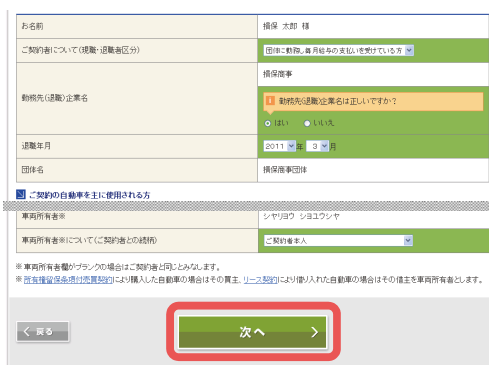 お名前
損保 太郎 様
ご契約者について(現職・退職者区分)
団体に勤務し毎月給与の支払いを受けている方
勤務先(退職)企業名
損保商事
勤務先(退職)企業名は正しいですか?
はい いいえ
退職年月
2011 年 3 月
団体名
損保商事団体
ご契約の自動車を主に使用される方
車両所有者※
シヤリヨウ シヨユウシヤ
車両所有者※について(ご契約者との続柄)
ご契約者本人
※車両所有者欄がブランクの場合はご契約者と同じとみなします。
※所有権留保条項付売買契約により購入した自動車の場合はその買主、リース契約により借り入れた自動車の場合はその借主を車両所有者とします。
戻る
次へ